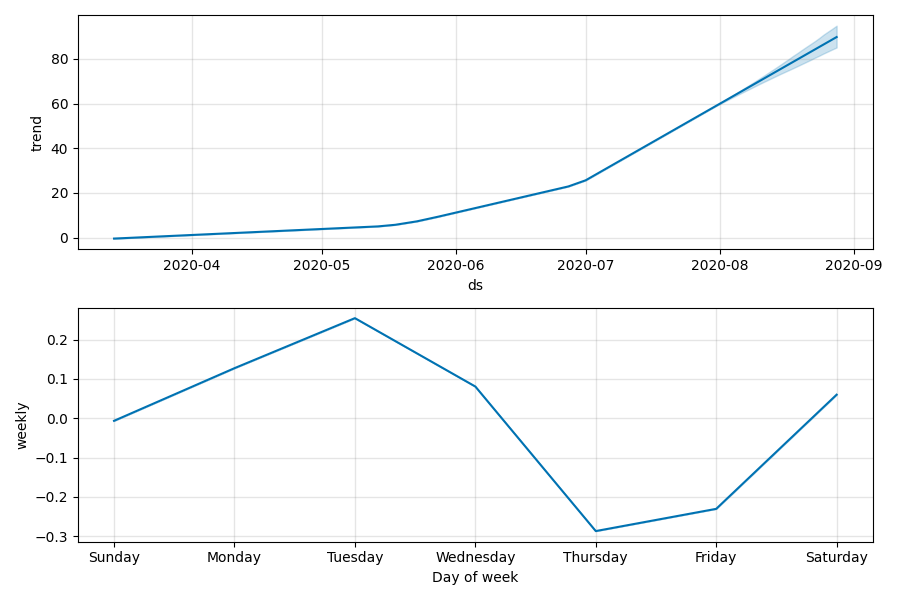 80
60
40
20
0
trend
2020-04 2020-05 2020-06 2020-07 2020-08 2020-09
ds
0.2
0.1
0.0
−0.1
−0.2
−0.3
weekly
Sunday Monday Tuesday Wednesday Thursday Friday Saturday
Day of week